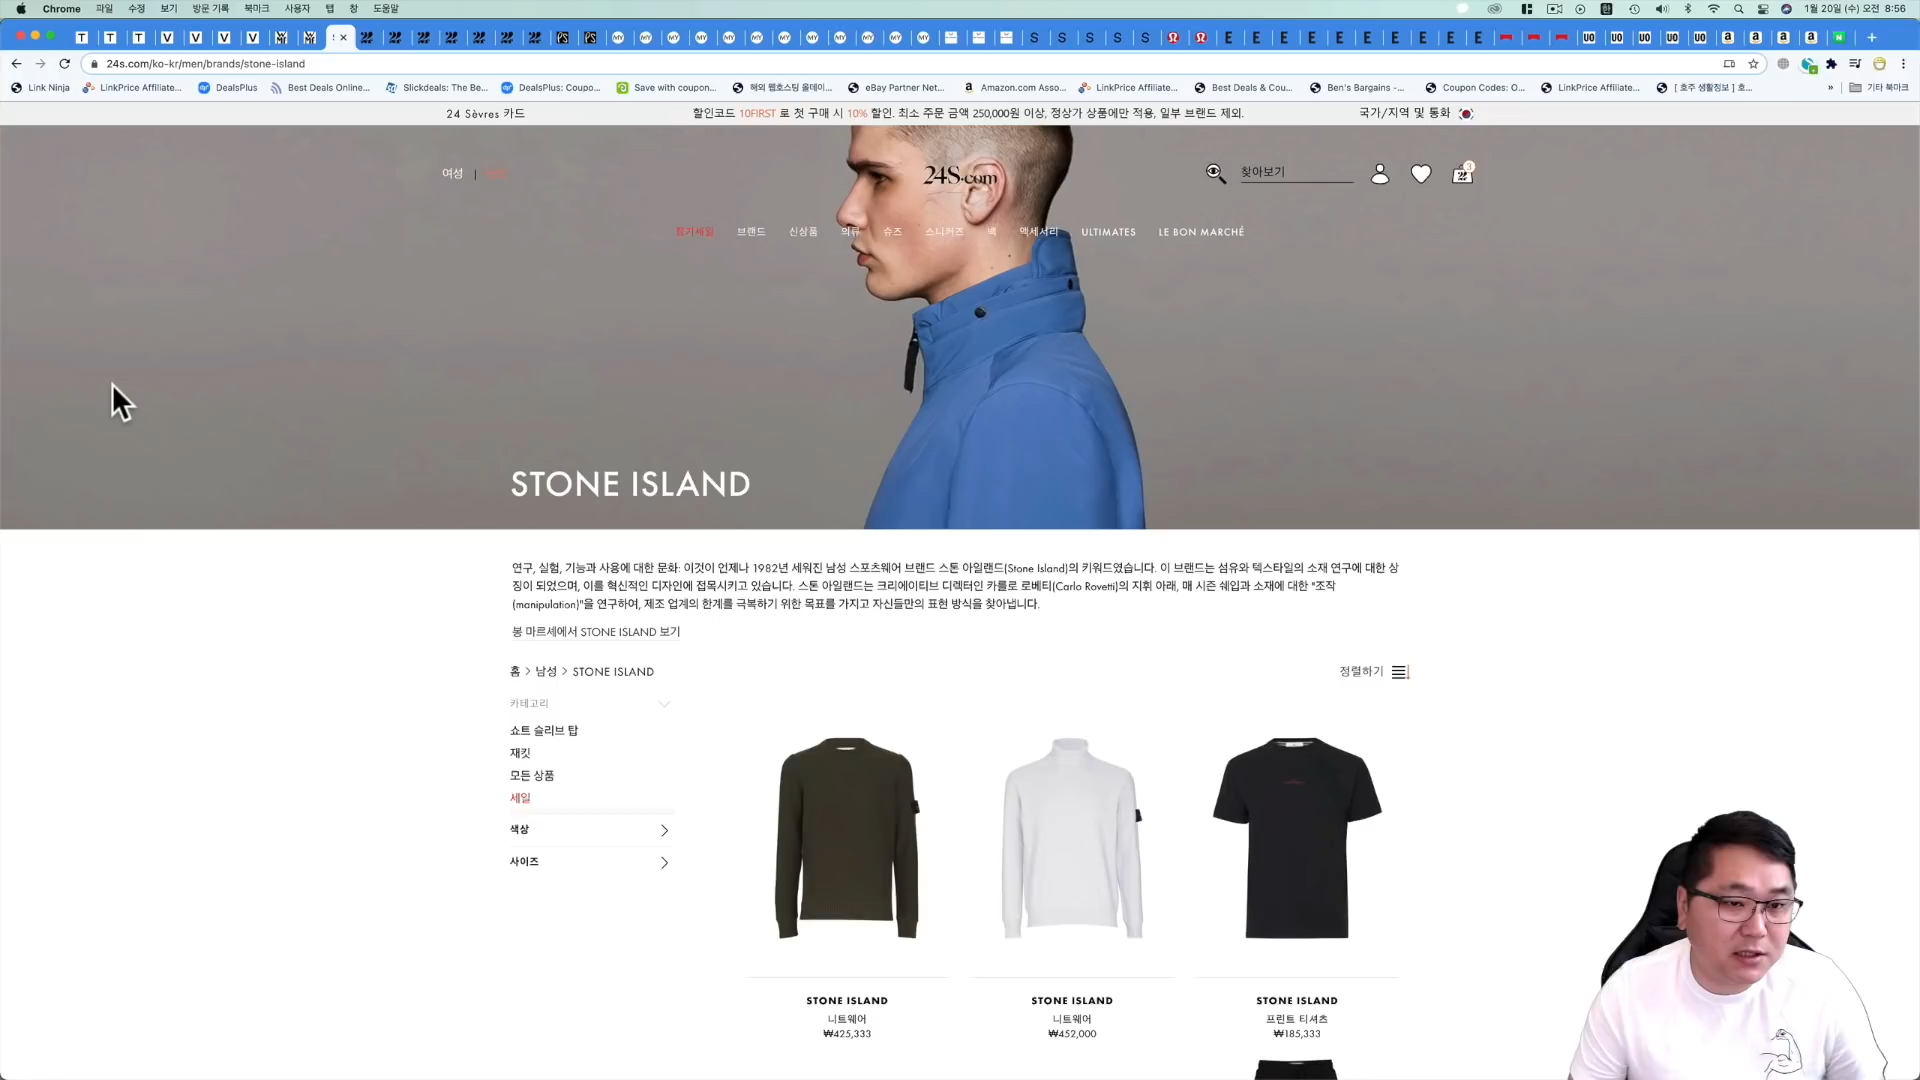 Chrome 파일 수정 보기 방문 기록 북마크 사용자 탭 창 도움말 1월 20일 (수) 오전 8:56
24s.com/ko-kr/men/brands/stone-island
Link Ninja LinkPrice Affiliate... DealsPlus Best Deals Online... Slickdeals: The Be... DealsPlus: Coupo... Save with coupon... 해외 웹호스팅 올테이... eBay Partner Net... Amazon.com Asso... LinkPrice Affiliate... Best Deals & Cou... Ben's Bargains -... Coupon Codes: O... LinkPrice Affiliate... [ 호주 생활정보 ] 호... » 기타 북마크
24 Sèvres 카드 할인코드 10FIRST 로 첫 구매 시 10% 할인. 최소 주문 금액 250,000원 이상, 정상가 상품에만 적용, 일부 브랜드 제외. 국가/지역 및 통화
여성 | 24S.com 찾아보기 3
브랜드 신상품 의류 슈즈 스니커즈 백 액세서리 ULTIMATES LE BON MARCHÉ
STONE ISLAND
연구, 실험, 기능과 사용에 대한 문화: 이것이 언제나 1982년 세워진 남성 스포츠웨어 브랜드 스톤 아일랜드(Stone Island)의 키워드였습니다. 이 브랜드는 섬유와 텍스타일의 소재 연구에 대한 상
징이 되었으며, 이를 혁신적인 디자인에 접목시키고 있습니다. 스톤 아일랜드는 크리에이티브 디렉터인 카를로 로베티(Carlo Rovetti)의 지휘 아래, 매 시즌 쉐입과 소재에 대한 "조작
(manipulation)"을 연구하여, 제조 업계의 한계를 극복하기 위한 목표를 가지고 자신들만의 표현 방식을 찾아냅니다.
봉 마르셰에서 STONE ISLAND 보기
홈 > 남성 > STONE ISLAND 정렬하기
카테고리
쇼트 슬리브 탑
재킷
모든 상품
세일
색상
사이즈
STONE ISLAND STONE ISLAND STONE ISLAND
니트웨어 니트웨어 프린트 티셔츠
₩425,333 ₩452,000 ₩185,333